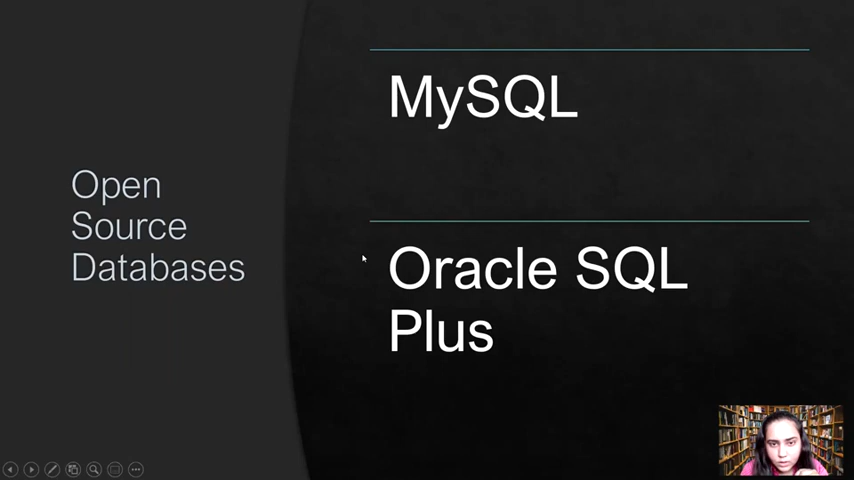 Open
Source
Databases
MySQL
Oracle SQL
Plus